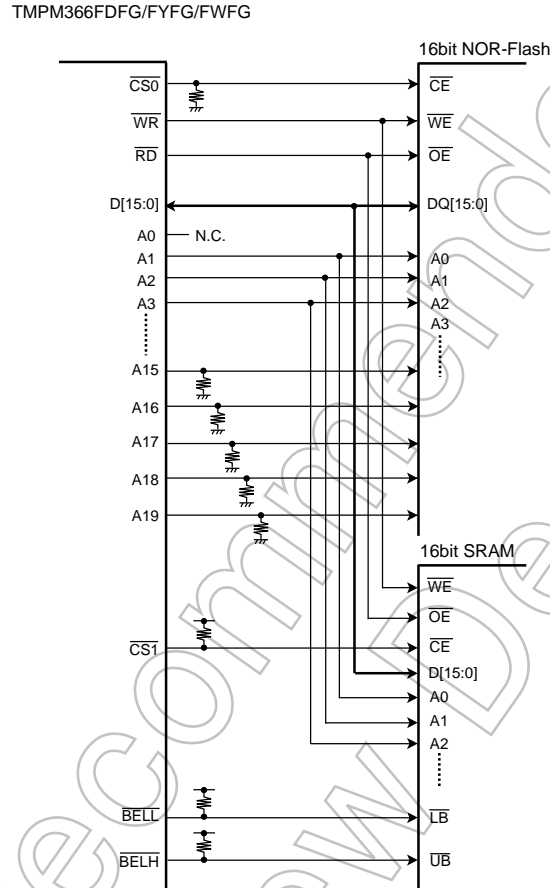 TMPM366FDFG/FYFG/FWFG
16bit NOR-Flash
CS0
CE
WR
WE
RD
OE
D[15:0]
DQ[15:0]
A0
N.C.
A1
A0
A2
A1
A3
A2
A3
A15
A16
A17
A18
A19
16bit SRAM
WE
OE
CS1
CE
D[15:0]
A0
A1
A2
BELL
LB
BELH
UB